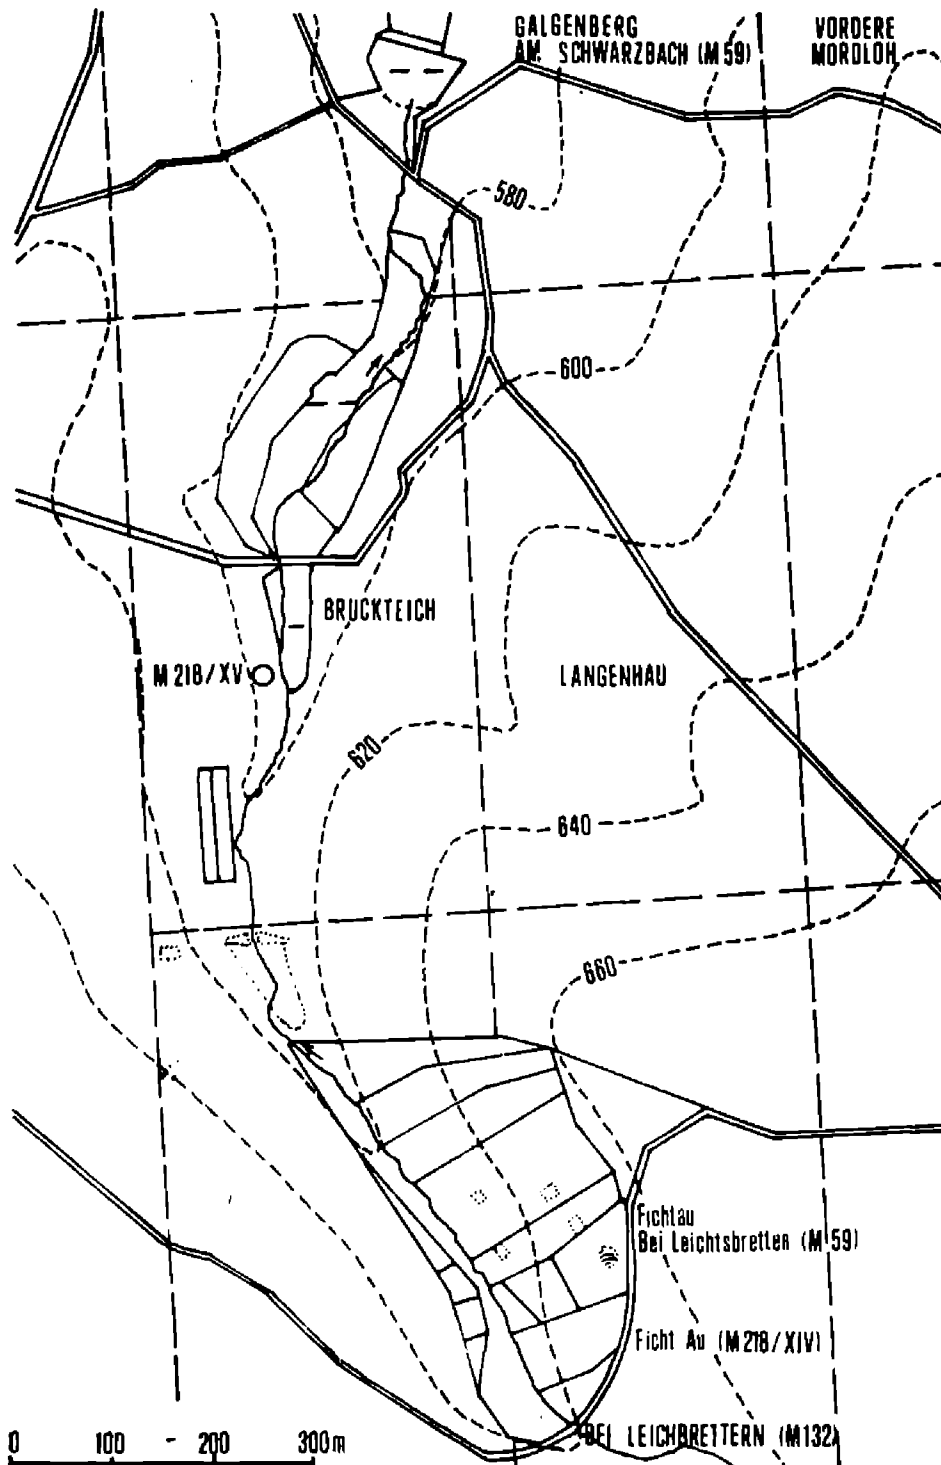 GALGENBERG
AM SCHWARZBACH (M 59)
VORDERE
MORDLOH
580
600
BRUCKTEICH
M 218/XV
LANGENHAU
620
640
660
Fichtau
Bei Leichtsbretten (M 59)
Ficht Au (M 218/XIV)
BEI LEICHBRETTERN (M132)
0 100 200 300m